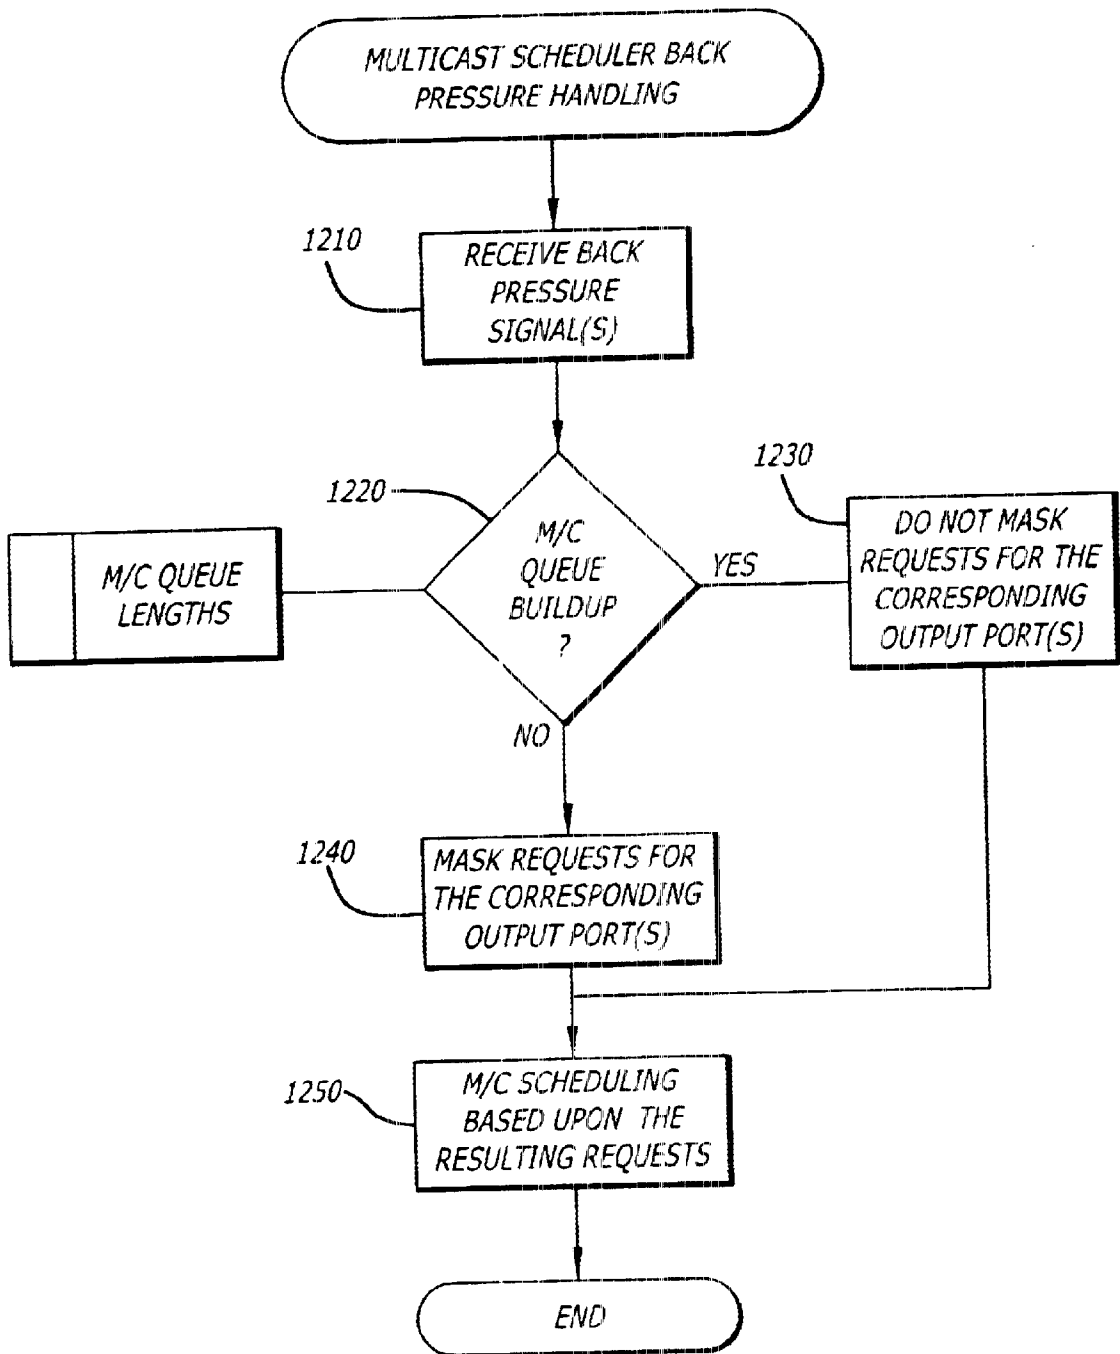 MULTICAST SCHEDULER BACK
PRESSURE HANDLING
1210
RECEIVE BACK
PRESSURE
SIGNAL(S)
1220
M/C
QUEUE
BUILDUP
?
M/C QUEUE
LENGTHS
YES
1230
DO NOT MASK
REQUESTS FOR THE
CORRESPONDING
OUTPUT PORT(S)
NO
1240
MASK REQUESTS FOR
THE CORRESPONDING
OUTPUT PORT(S)
1250
M/C SCHEDULING
BASED UPON THE
RESULTING REQUESTS
END